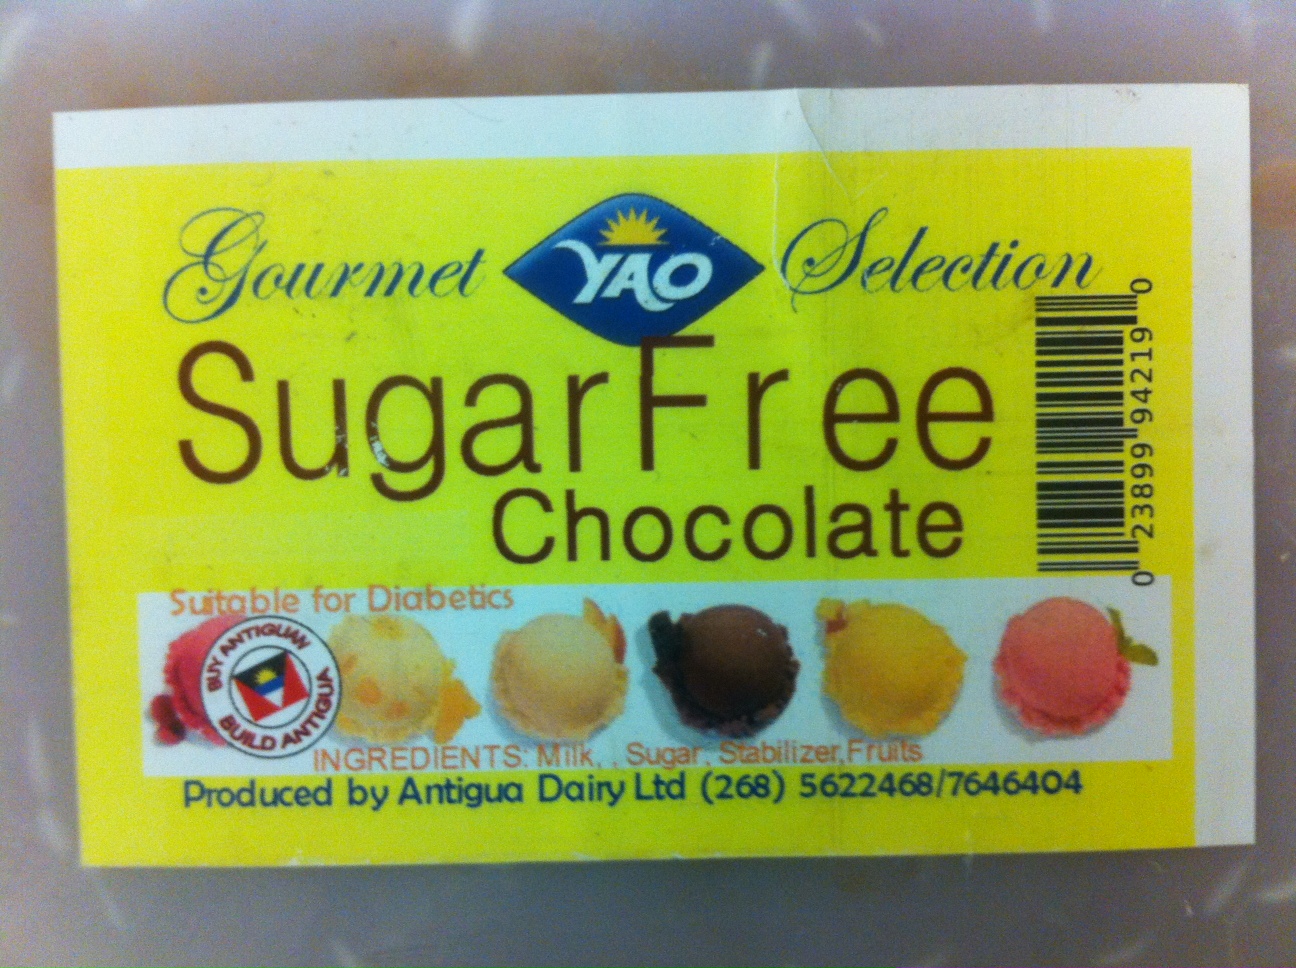 Gourmet YAO Selection
SugarFree
Chocolate
0 23899 94219 0
Suitable for Diabetics
BUY ANTIGUAN
BUILD ANTIGUA
INGREDIENTS: Milk, , Sugar, Stabilizer,Fruits
Produced by Antigua Dairy Ltd (268) 5622468/7646404